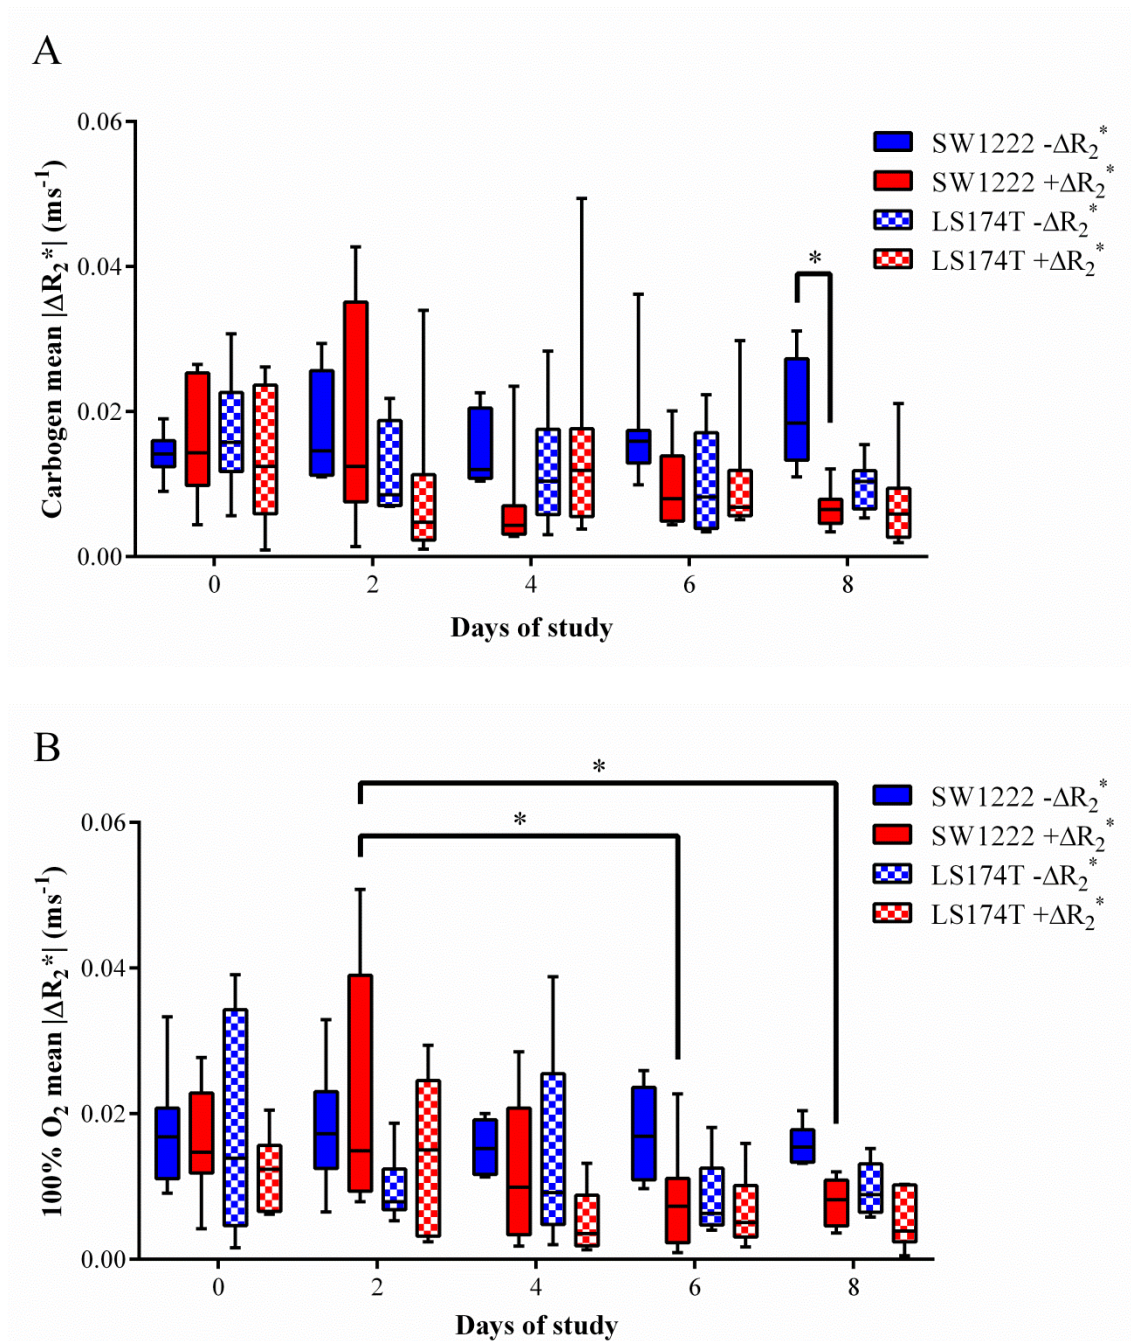 A
Carbogen mean |ΔR₂*| (ms⁻¹)
0.06
0.04
0.02
0.00
SW1222 -ΔR₂*
SW1222 +ΔR₂*
LS174T -ΔR₂*
LS174T +ΔR₂*
*
0 2 4 6 8
Days of study
B
100% O₂ mean |ΔR₂*| (ms⁻¹)
0.06
0.04
0.02
0.00
*
*
SW1222 -ΔR₂*
SW1222 +ΔR₂*
LS174T -ΔR₂*
LS174T +ΔR₂*
0 2 4 6 8
Days of study